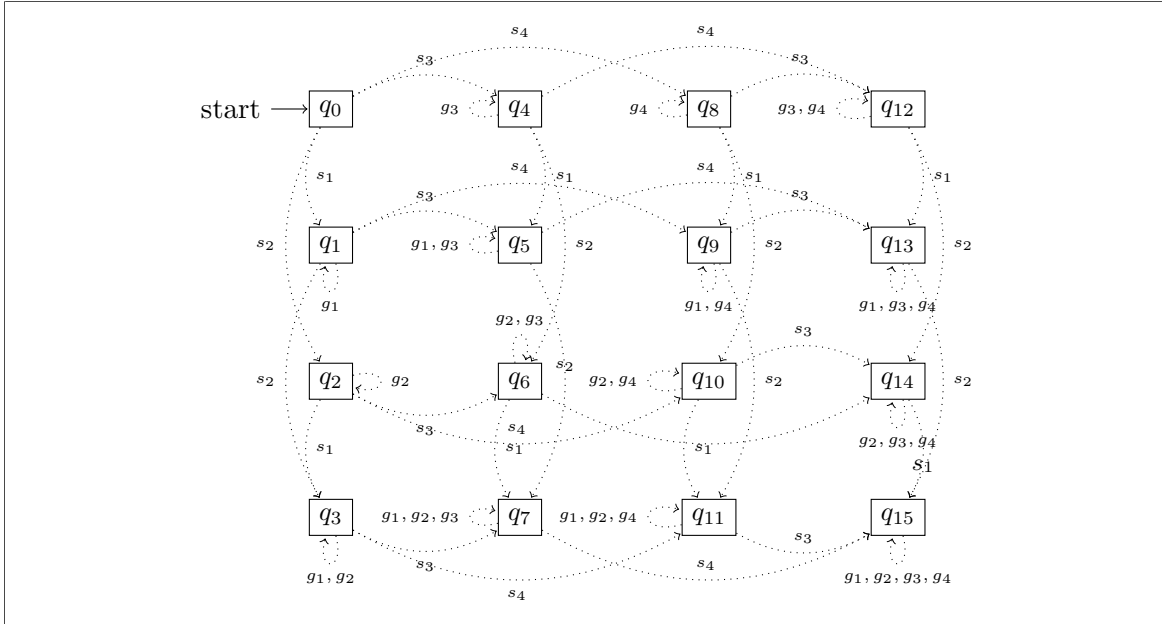 s₄ s₄
s₃ s₃
start q₀ g₃ q₄ g₄ q₈ g₃, g₄ q₁₂
s₁ s₄ s₁ s₄ s₁ s₁
s₃ s₃
s₂ q₁ g₁, g₃ q₅ s₂ q₉ s₂ q₁₃ s₂
g₁ g₂, g₃ g₁, g₄ g₁, g₃, g₄
s₃
s₂ q₂ g₂ q₆ s₂ g₂, g₄ q₁₀ s₂ q₁₄ s₂
s₃ s₄ g₂, g₃, g₄
s₁ s₁ s₁ s₁
q₃ g₁, g₂, g₃ q₇ g₁, g₂, g₄ q₁₁ q₁₅
s₃
g₁, g₂ s₃ s₄ g₁, g₂, g₃, g₄
s₄